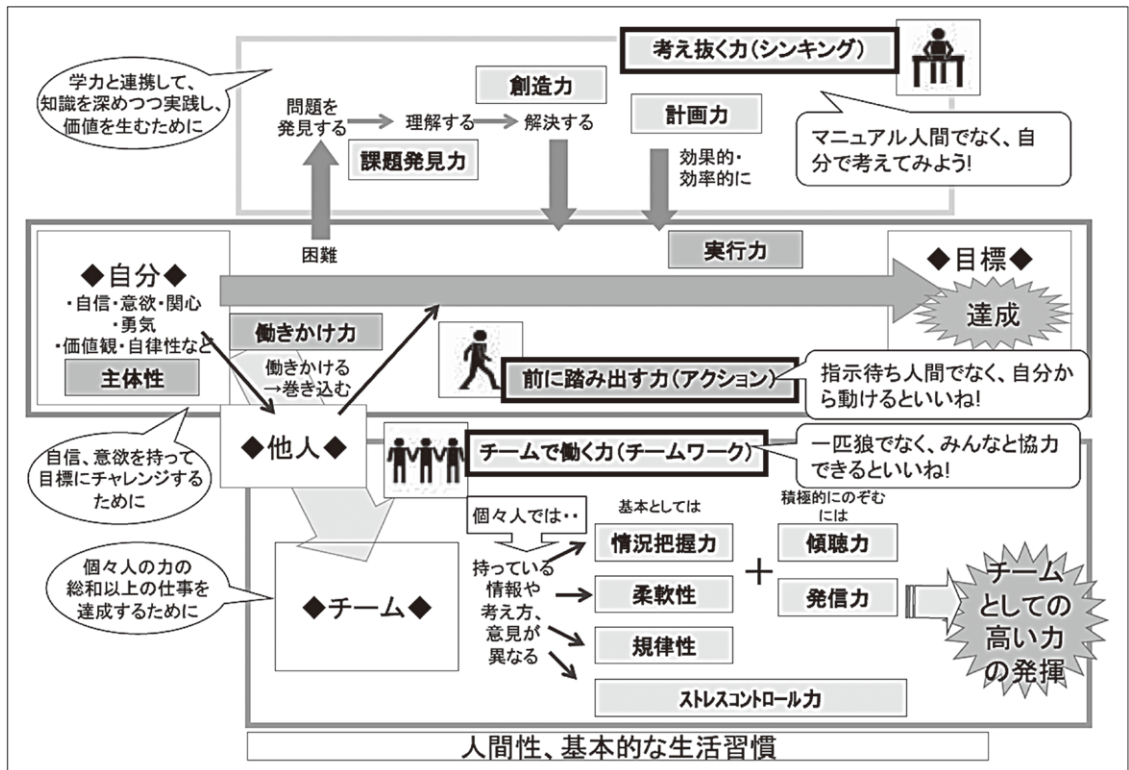 考え抜く力(シンキング)
学力と連携して、
知識を深めつつ実践し、
価値を生むために
問題を
発見する
理解する
解決する
創造力
課題発見力
計画力
効果的・
効率的に
マニュアル人間でなく、自
分で考えてみよう!
困難
実行力
◆自分◆
・自信・意欲・関心
・勇気
・価値観・自律性など
主体性
働きかけ力
働きかける
→巻き込む
◆目標◆
達成
前に踏み出す力(アクション)
指示待ち人間でなく、自分から
動けるといいね!
自信、意欲を持って
目標にチャレンジする
ために
◆他人◆
チームで働く力(チームワーク)
一匹狼でなく、みんなと協力
できるといいね!
個々人の力の
総和以上の仕事を
達成するために
◆チーム◆
個々人では‥
持っている
情報や
考え方、
意見が
異なる
基本としては
情況把握力
柔軟性
規律性
ストレスコントロール力
+
積極的にのぞむ
には
傾聴力
発信力
チーム
としての
高い力
の発揮
人間性、基本的な生活習慣